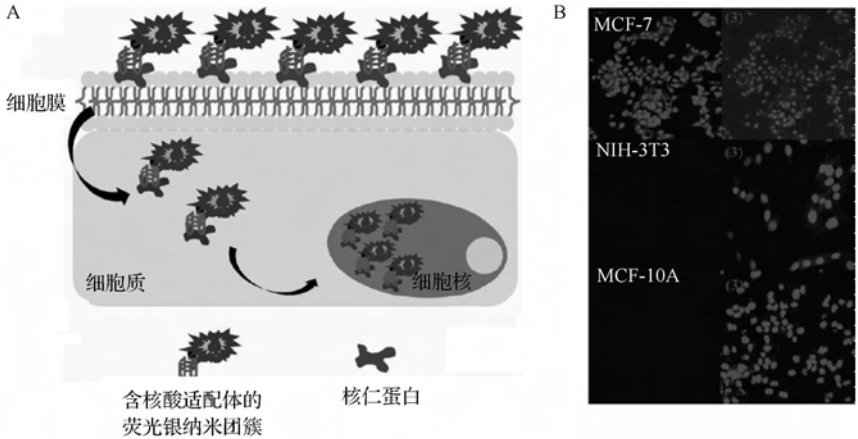 A
细胞膜
细胞质
细胞核
含核酸适配体的
荧光银纳米团簇
核仁蛋白
B
MCF-7
(3)
NIH-3T3
(3)
MCF-10A
(3)